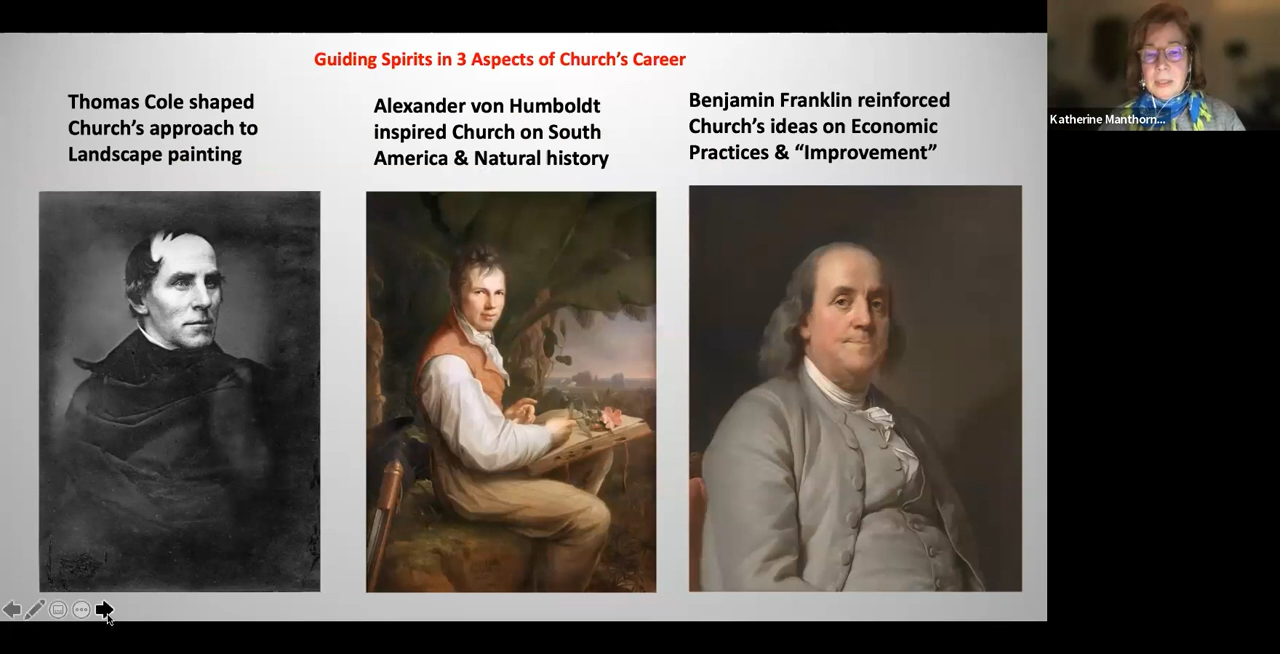 Guiding Spirits in 3 Aspects of Church's Career
Thomas Cole shaped
Church's approach to
Landscape painting
Alexander von Humboldt
inspired Church on South
America & Natural history
Benjamin Franklin reinforced
Church's ideas on Economic
Practices & “Improvement”
Katherine Manthorn...